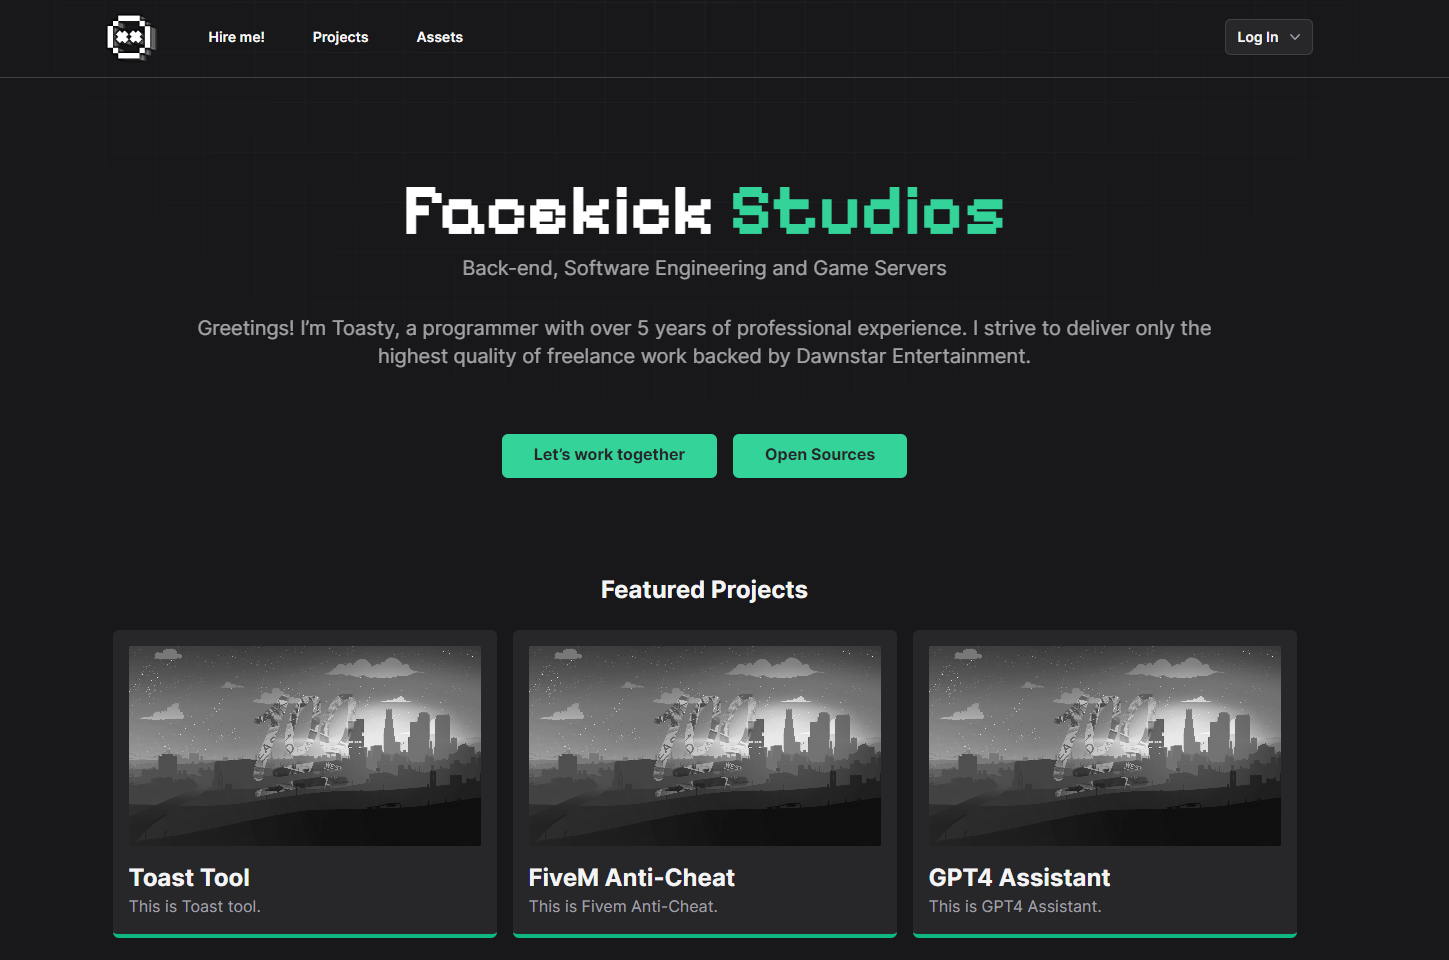 Hire me!
Projects
Assets
Log In
Facekick Studios
Back-end, Software Engineering and Game Servers
Greetings! I’m Toasty, a programmer with over 5 years of professional experience. I strive to deliver only the
highest quality of freelance work backed by Dawnstar Entertainment.
Let’s work together
Open Sources
Featured Projects
Toast Tool
This is Toast tool.
FiveM Anti-Cheat
This is Fivem Anti-Cheat.
GPT4 Assistant
This is GPT4 Assistant.